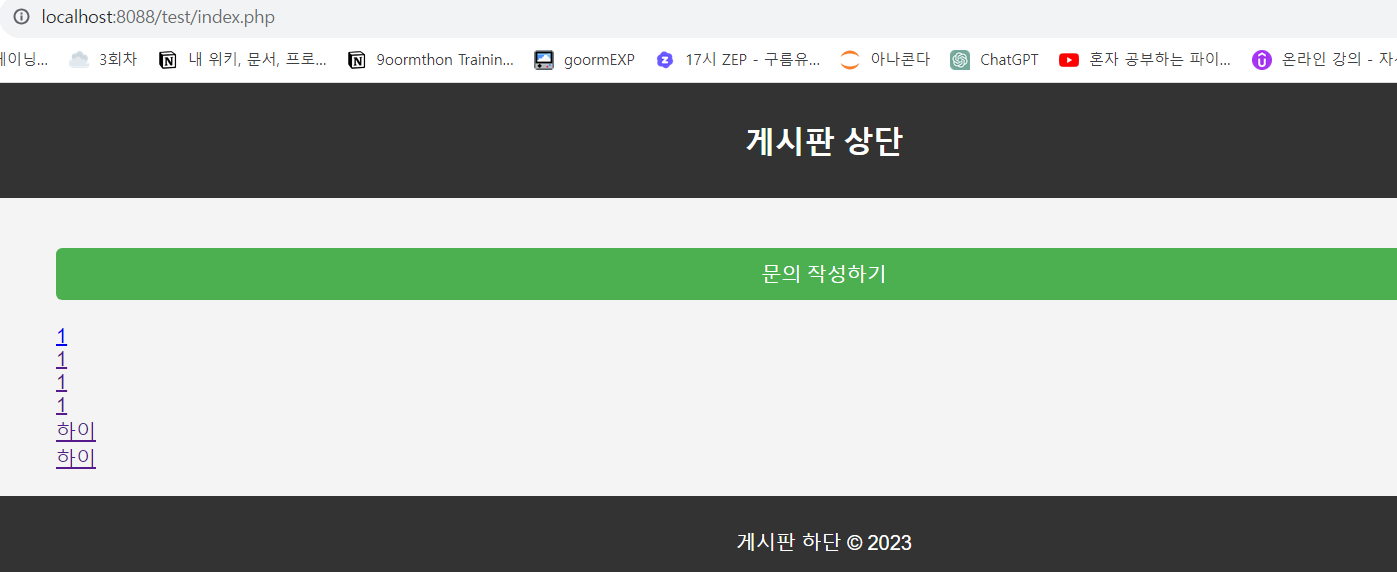 localhost:8088/test/index.php
레이닝... 3회차 내 위키, 문서, 프로... 9oormthon Trainin... goormEXP 17시 ZEP - 구름유... 아나콘다 ChatGPT 혼자 공부하는 파이... 온라인 강의 - 자신
게시판 상단
문의 작성하기
1
1
1
1
하이
하이
게시판 하단 © 2023